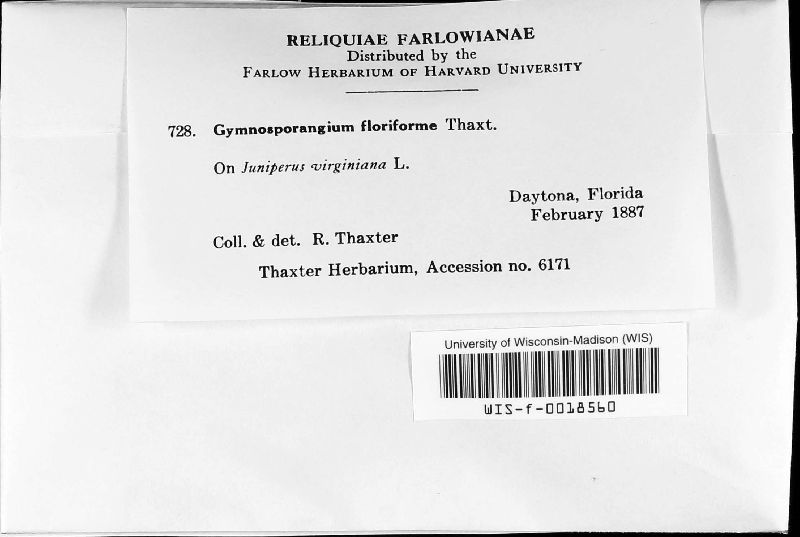 RELIQUIAE FARLOWIANAE
Distributed by the
FARLOW HERBARIUM OF HARVARD UNIVERSITY
728. Gymnosporangium floriforme Thaxt.
On Juniperus virginiana L.
Daytona, Florida
February 1887
Coll. & det. R. Thaxter
Thaxter Herbarium, Accession no. 6171
University of Wisconsin-Madison (WIS)
WIS-f-0018560